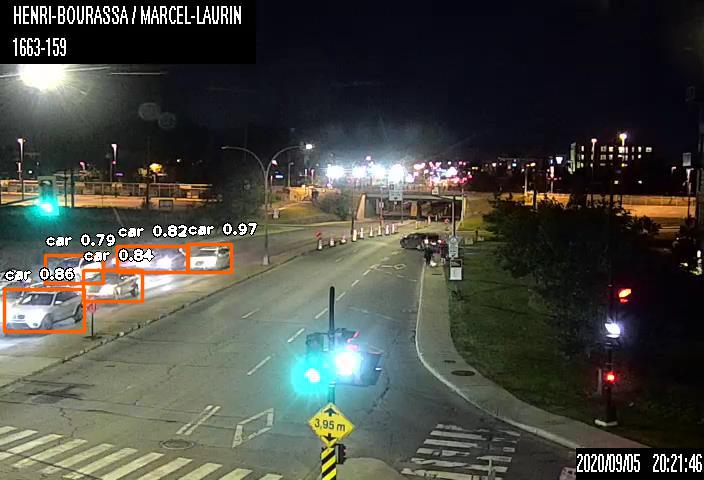 HENRI-BOURASSA / MARCEL-LAURIN
1663-159
car 0.97
car 0.82
car 0.79
car 0.84
car 0.86
3,95 m
2020/09/05 20:21:46